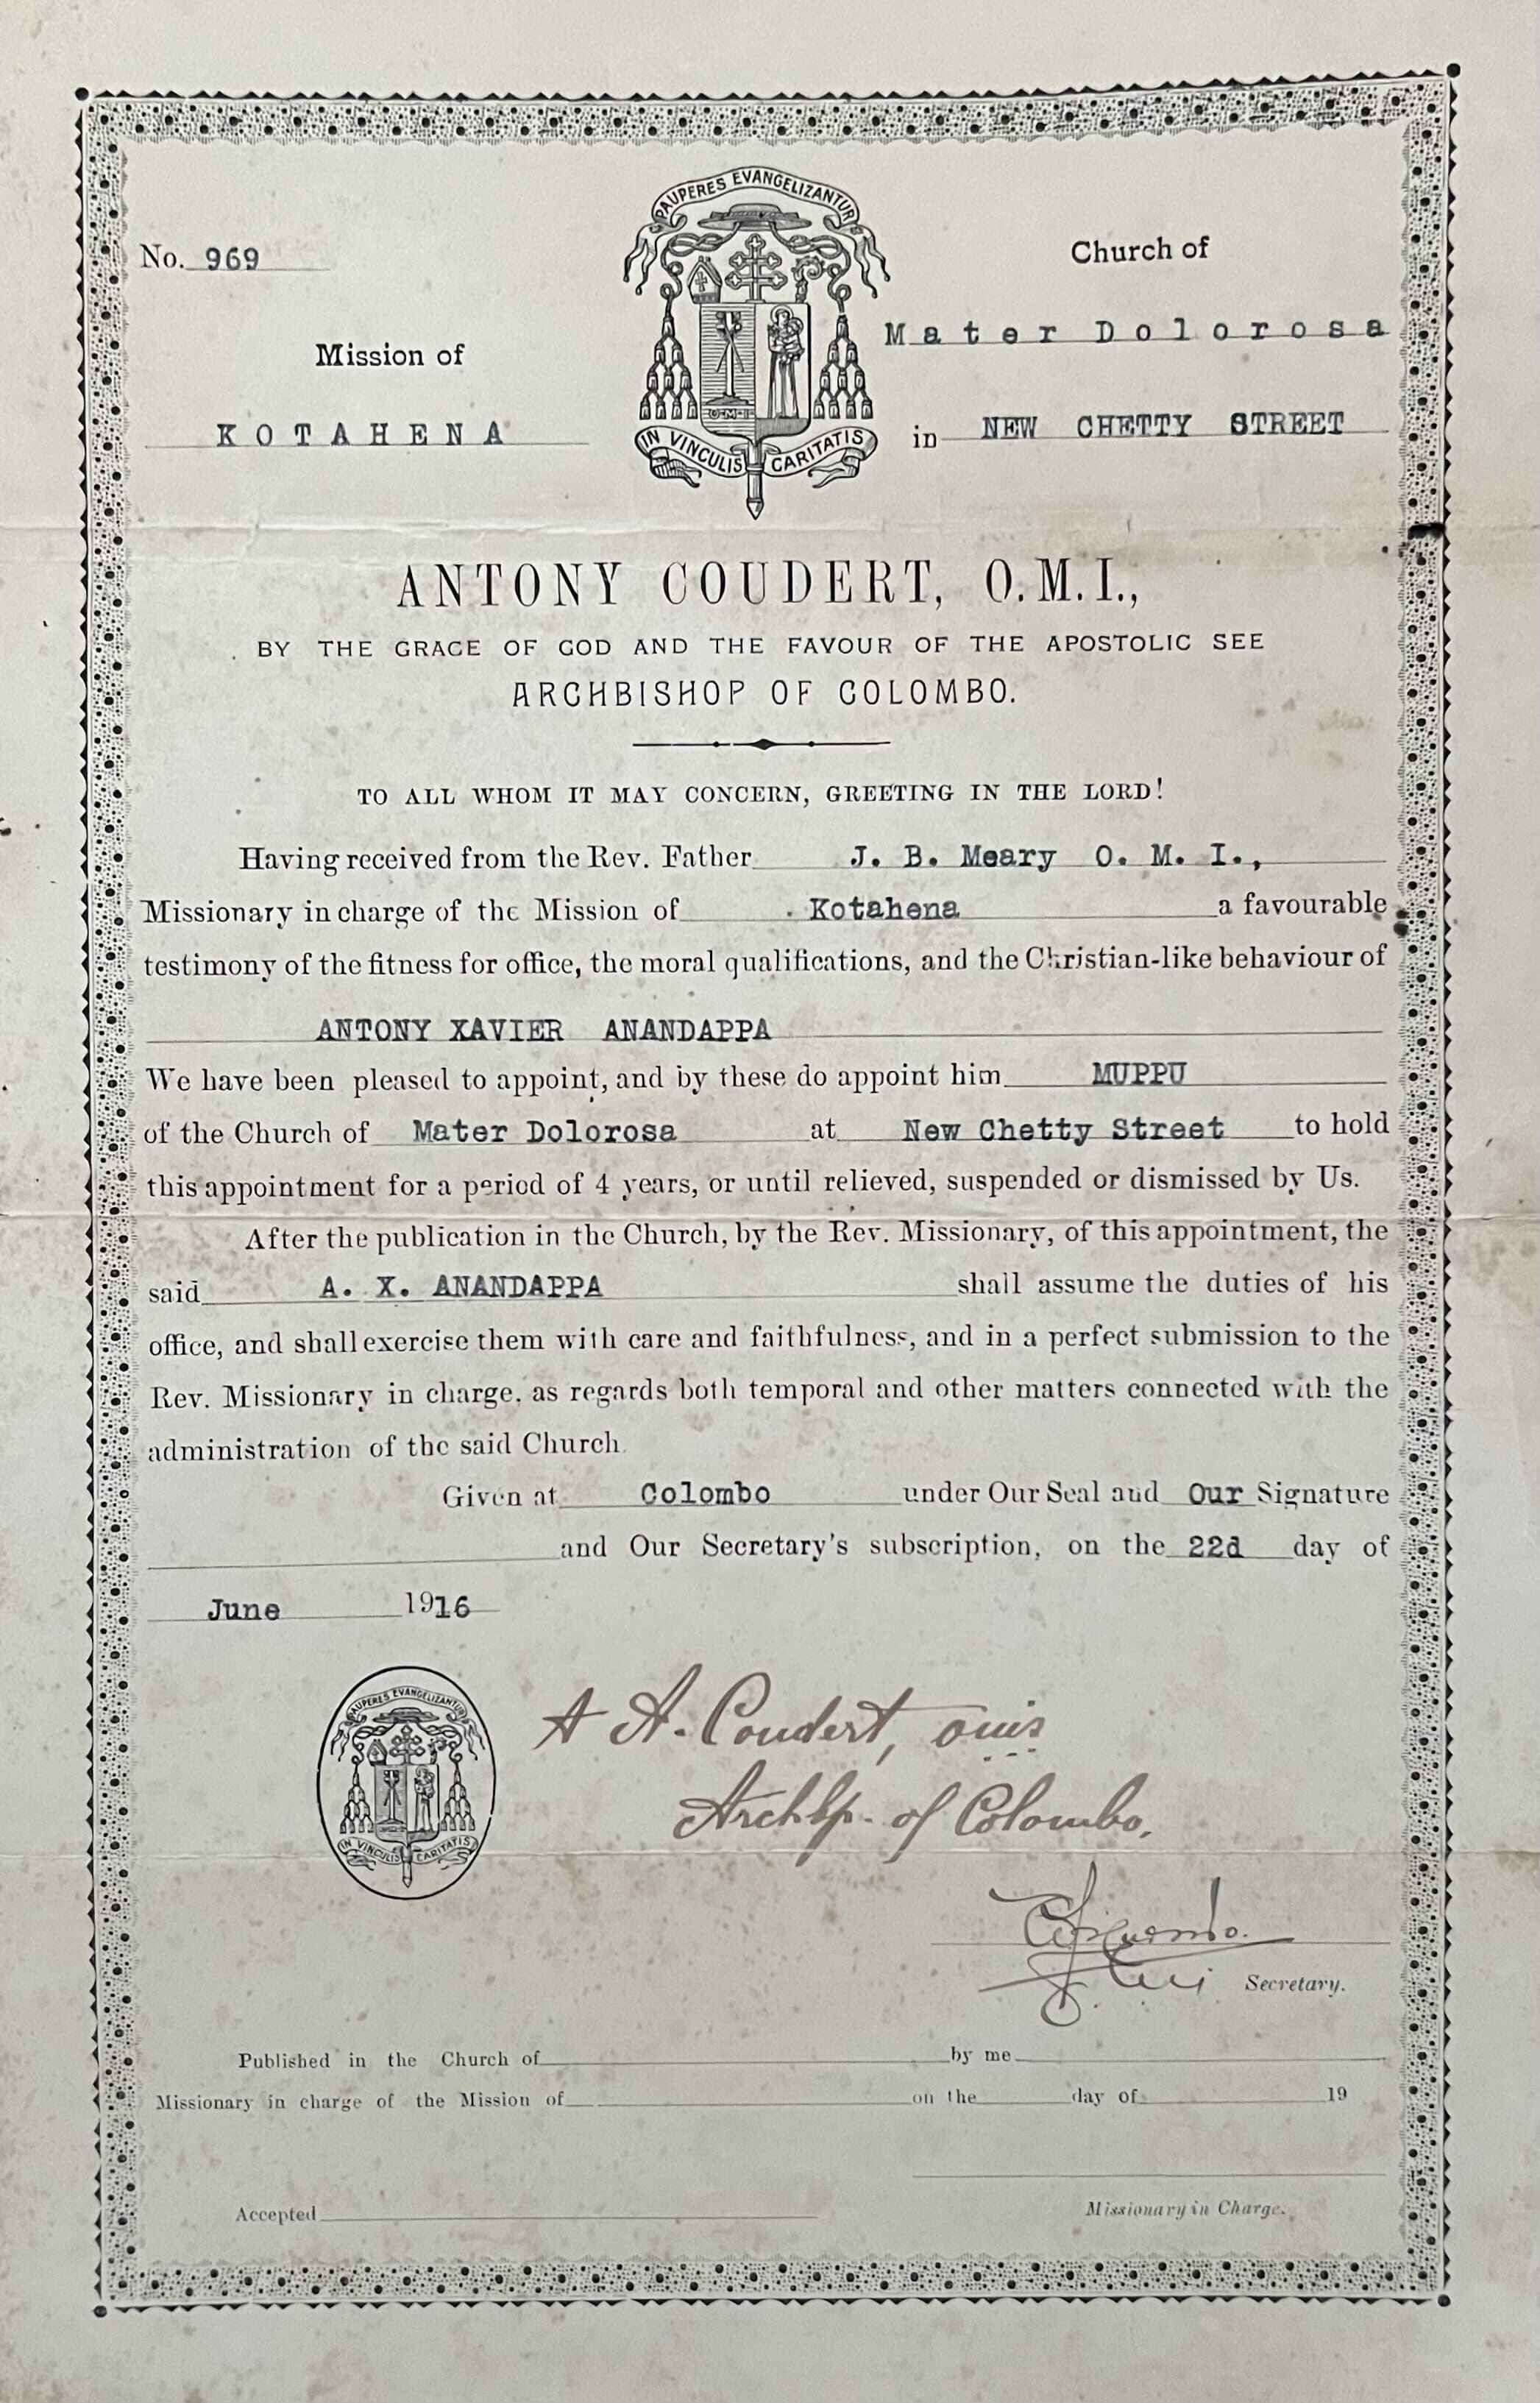 PAUPERES EVANGELIZANTUR
No. 969
Church of
Mater Dolorosa
Mission of
KOTAHENA
in NEW CHETTY STREET
O-M-I
IN VINCULIS CARITATIS
ANTONY COUDERT, O.M.I.,
BY THE GRACE OF GOD AND THE FAVOUR OF THE APOSTOLIC SEE
ARCHBISHOP OF COLOMBO.
TO ALL WHOM IT MAY CONCERN, GREETING IN THE LORD!
Having received from the Rev. Father J. B. Meary O. M. I.,
Missionary in charge of the Mission of Kotahena a favourable
testimony of the fitness for office, the moral qualifications, and the Christian-like behaviour of
ANTONY XAVIER ANANDAPPA
We have been pleased to appoint, and by these do appoint him MUPPU
of the Church of Mater Dolorosa at New Chetty Street to hold
this appointment for a period of 4 years, or until relieved, suspended or dismissed by Us.
After the publication in the Church, by the Rev. Missionary, of this appointment, the
said A. X. ANANDAPPA shall assume the duties of his
office, and shall exercise them with care and faithfulness, and in a perfect submission to the
Rev. Missionary in charge, as regards both temporal and other matters connected with the
administration of the said Church.
Given at Colombo under Our Seal and Our Signature
and Our Secretary's subscription, on the 22d day of
June 1916
PAUPERES EVANGELIZANTUR
IN VINCULIS CARITATIS
A. Coudert, omi
Archbp. of Colombo.
Secretary.
Published in the Church of by me
Missionary in charge of the Mission of on the day of 19
Accepted
Missionary in Charge.